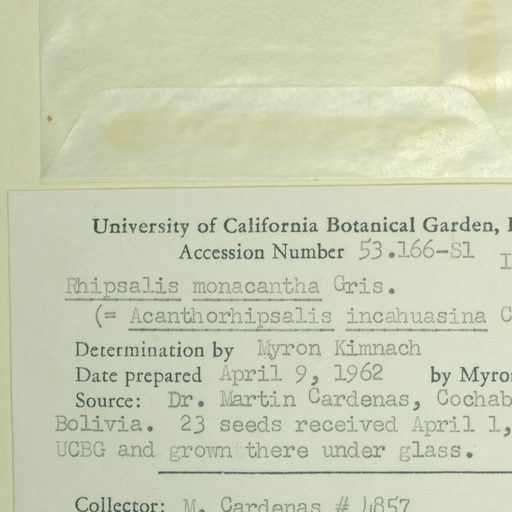 University of California Botanical Garden,
Accession Number 53.166-S1
Rhipsalis monacantha Gris.
(= Acanthorhipsalis incahuasina C
Determination by Myron Kimnach
Date prepared April 9, 1962 by Myro
Source: Dr. Martin Cardenas, Cochab
Bolivia. 23 seeds received April 1,
UCBG and grown there under glass.
Collector: M. Cardenas # 4857